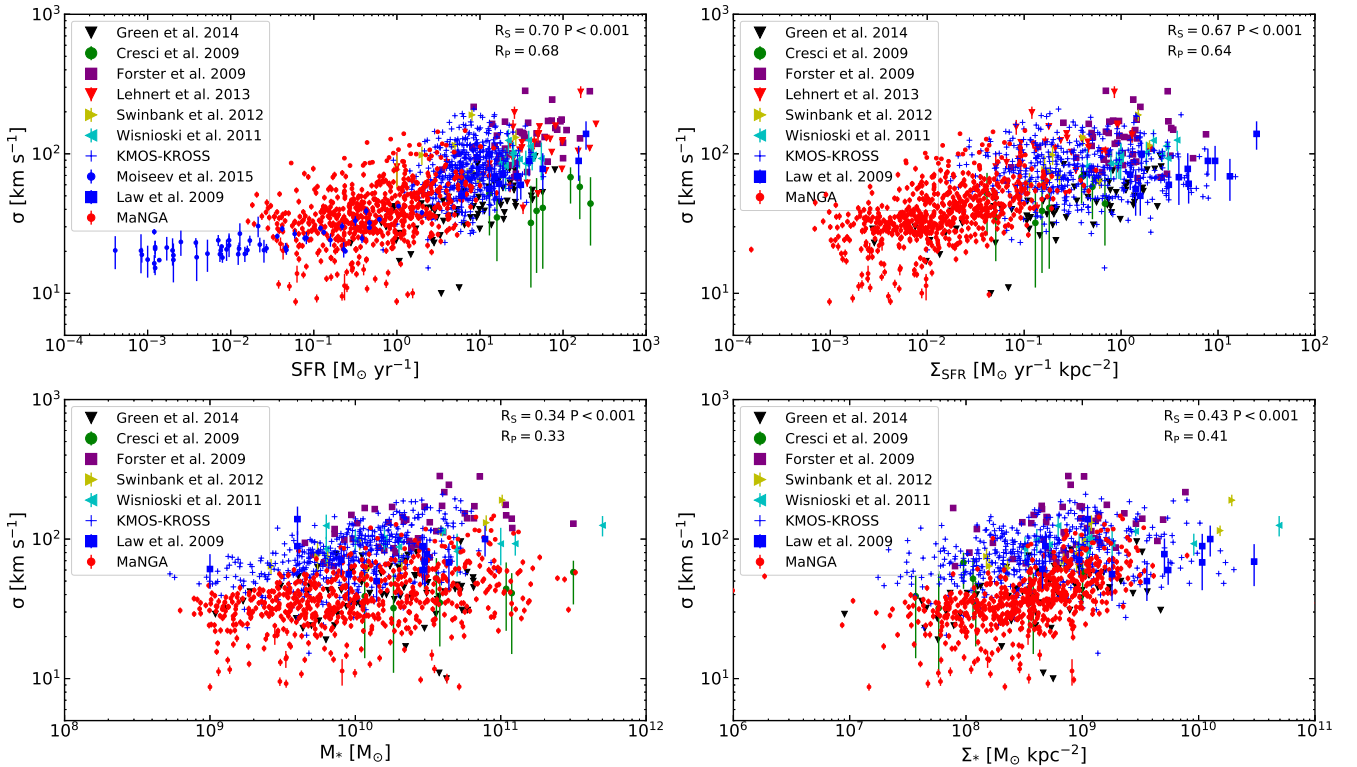 10³
10²
10¹
σ [km s⁻¹]
Green et al. 2014
Cresci et al. 2009
Forster et al. 2009
Lehnert et al. 2013
Swinbank et al. 2012
Wisnioski et al. 2011
KMOS-KROSS
Moiseev et al. 2015
Law et al. 2009
MaNGA
R_S = 0.70 P < 0.001
R_P = 0.68
10⁻⁴ 10⁻³ 10⁻² 10⁻¹ 10⁰ 10¹ 10² 10³
SFR [M⊙ yr⁻¹]
10³
10²
10¹
σ [km s⁻¹]
Green et al. 2014
Cresci et al. 2009
Forster et al. 2009
Lehnert et al. 2013
Swinbank et al. 2012
Wisnioski et al. 2011
KMOS-KROSS
Law et al. 2009
MaNGA
R_S = 0.67 P < 0.001
R_P = 0.64
10⁻⁴ 10⁻³ 10⁻² 10⁻¹ 10⁰ 10¹ 10²
Σ_SFR [M⊙ yr⁻¹ kpc⁻²]
10³
10²
10¹
σ [km s⁻¹]
Green et al. 2014
Cresci et al. 2009
Forster et al. 2009
Swinbank et al. 2012
Wisnioski et al. 2011
KMOS-KROSS
Law et al. 2009
MaNGA
R_S = 0.34 P < 0.001
R_P = 0.33
10⁸ 10⁹ 10¹⁰ 10¹¹ 10¹²
M_* [M⊙]
10³
10²
10¹
σ [km s⁻¹]
Green et al. 2014
Cresci et al. 2009
Forster et al. 2009
Swinbank et al. 2012
Wisnioski et al. 2011
KMOS-KROSS
Law et al. 2009
MaNGA
R_S = 0.43 P < 0.001
R_P = 0.41
10⁶ 10⁷ 10⁸ 10⁹ 10¹⁰ 10¹¹
Σ_* [M⊙ kpc⁻²]